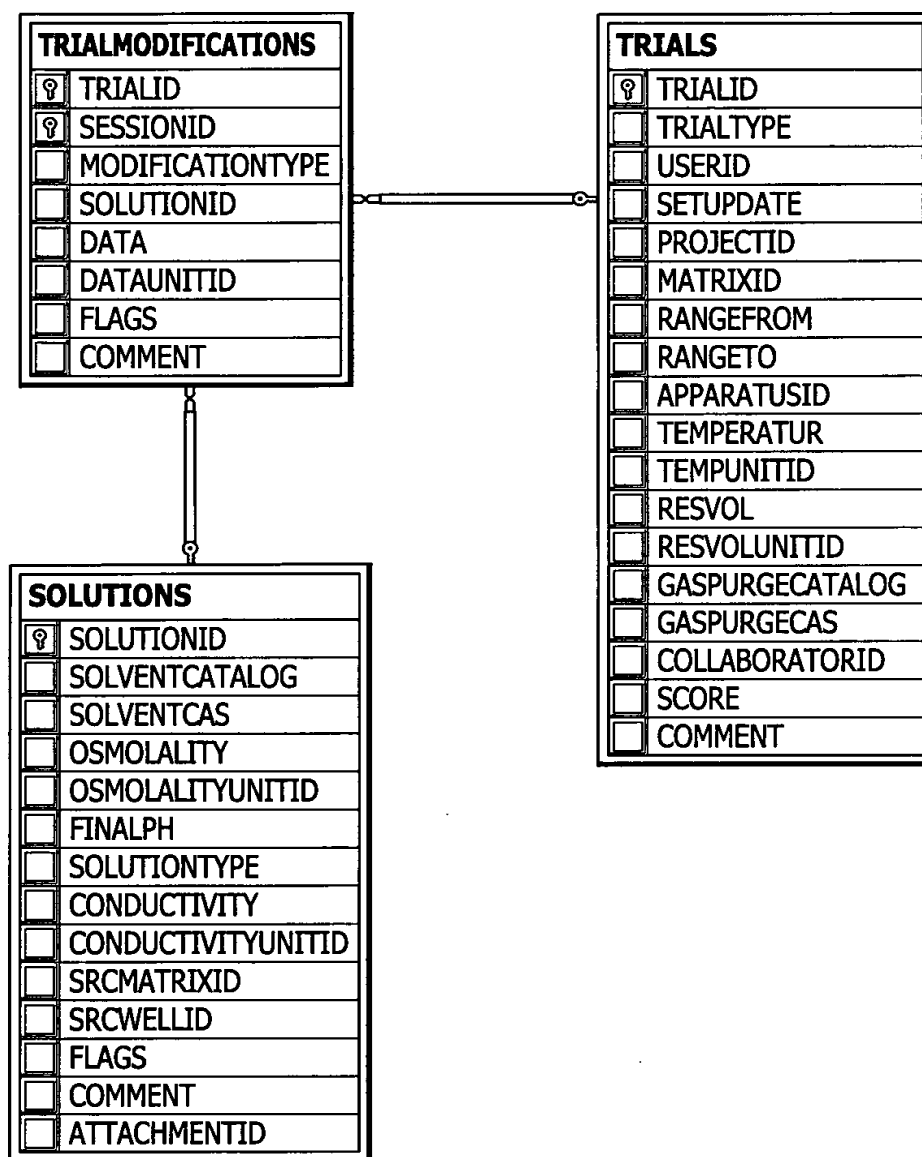 TRIALMODIFICATIONS
TRIALID
SESSIONID
MODIFICATIONTYPE
SOLUTIONID
DATA
DATAUNITID
FLAGS
COMMENT
TRIALS
TRIALID
TRIALTYPE
USERID
SETUPDATE
PROJECTID
MATRIXID
RANGEFROM
RANGETO
APPARATUSID
TEMPERATUR
TEMPUNITID
RESVOL
RESVOLUNITID
GASPURGECATALOG
GASPURGECAS
COLLABORATORID
SCORE
COMMENT
SOLUTIONS
SOLUTIONID
SOLVENTCATALOG
SOLVENTCAS
OSMOLALITY
OSMOLALITYUNITID
FINALPH
SOLUTIONTYPE
CONDUCTIVITY
CONDUCTIVITYUNITID
SRCMATRIXID
SRCWELLID
FLAGS
COMMENT
ATTACHMENTID